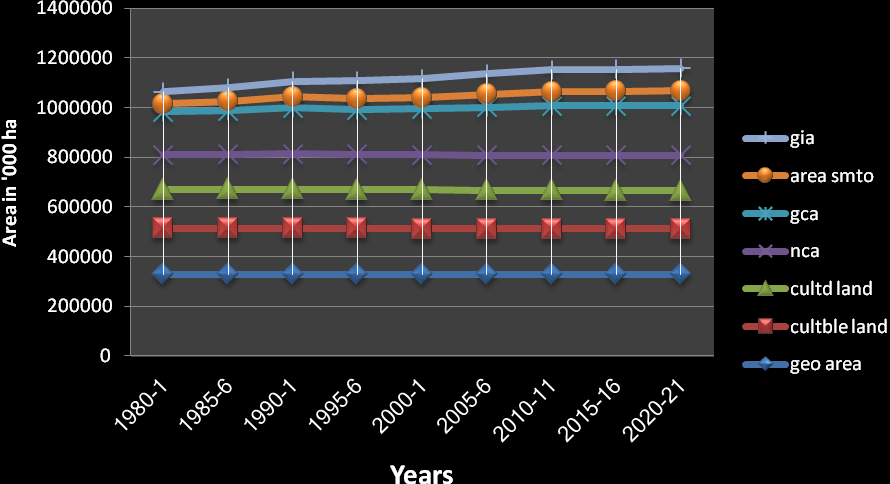 1400000
1200000
1000000
800000
600000
400000
200000
0
Area in '000 ha
1980-1
1985-6
1990-1
1995-6
2000-1
2005-6
2010-11
2015-16
2020-21
Years
gia
area smto
gca
nca
cultd land
cultble land
geo area